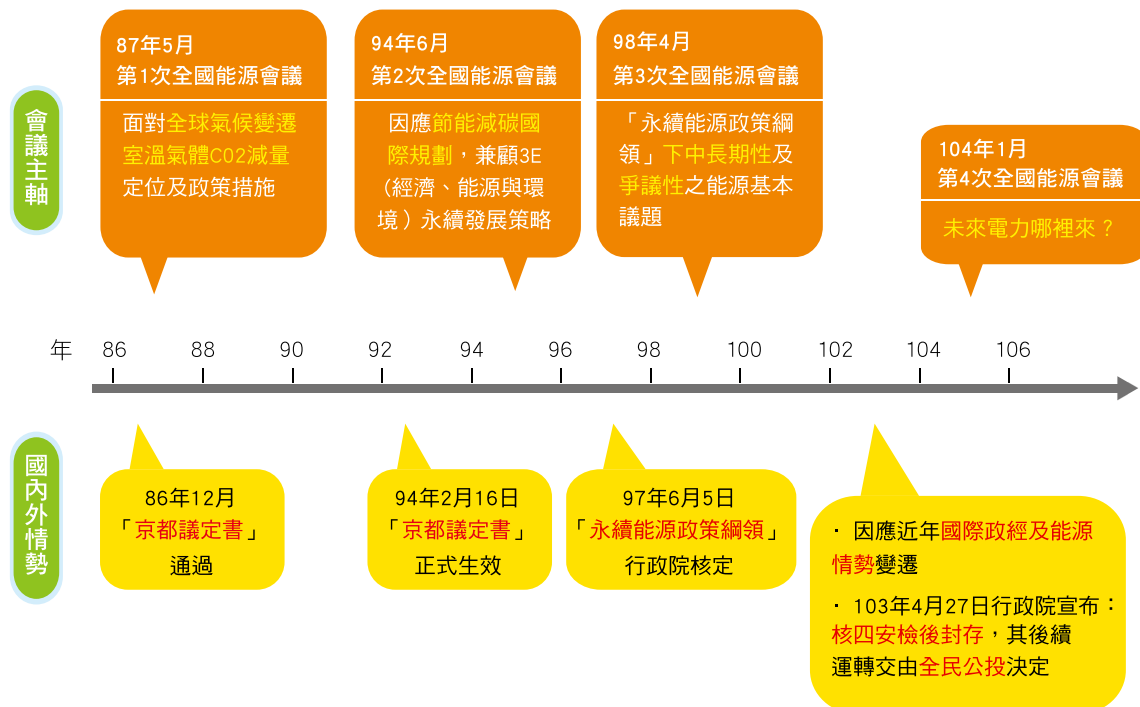 會議主軸
87年5月
第1次全國能源會議
面對全球氣候變遷
室溫氣體C02減量
定位及政策措施
94年6月
第2次全國能源會議
因應節能減碳國
際規劃，兼顧3E
(經濟、能源與環
境）永續發展策略
98年4月
第3次全國能源會議
「永續能源政策綱
領」下中長期性及
爭議性之能源基本
議題
104年1月
第4次全國能源會議
未來電力哪裡來？
年 86 88 90 92 94 96 98 100 102 104 106
國內外情勢
86年12月
「京都議定書」
通過
94年2月16日
「京都議定書」
正式生效
97年6月5日
「永續能源政策綱領」
行政院核定
· 因應近年國際政經及能源
情勢變遷
· 103年4月27日行政院宣布：
核四安檢後封存，其後續
運轉交由全民公投決定